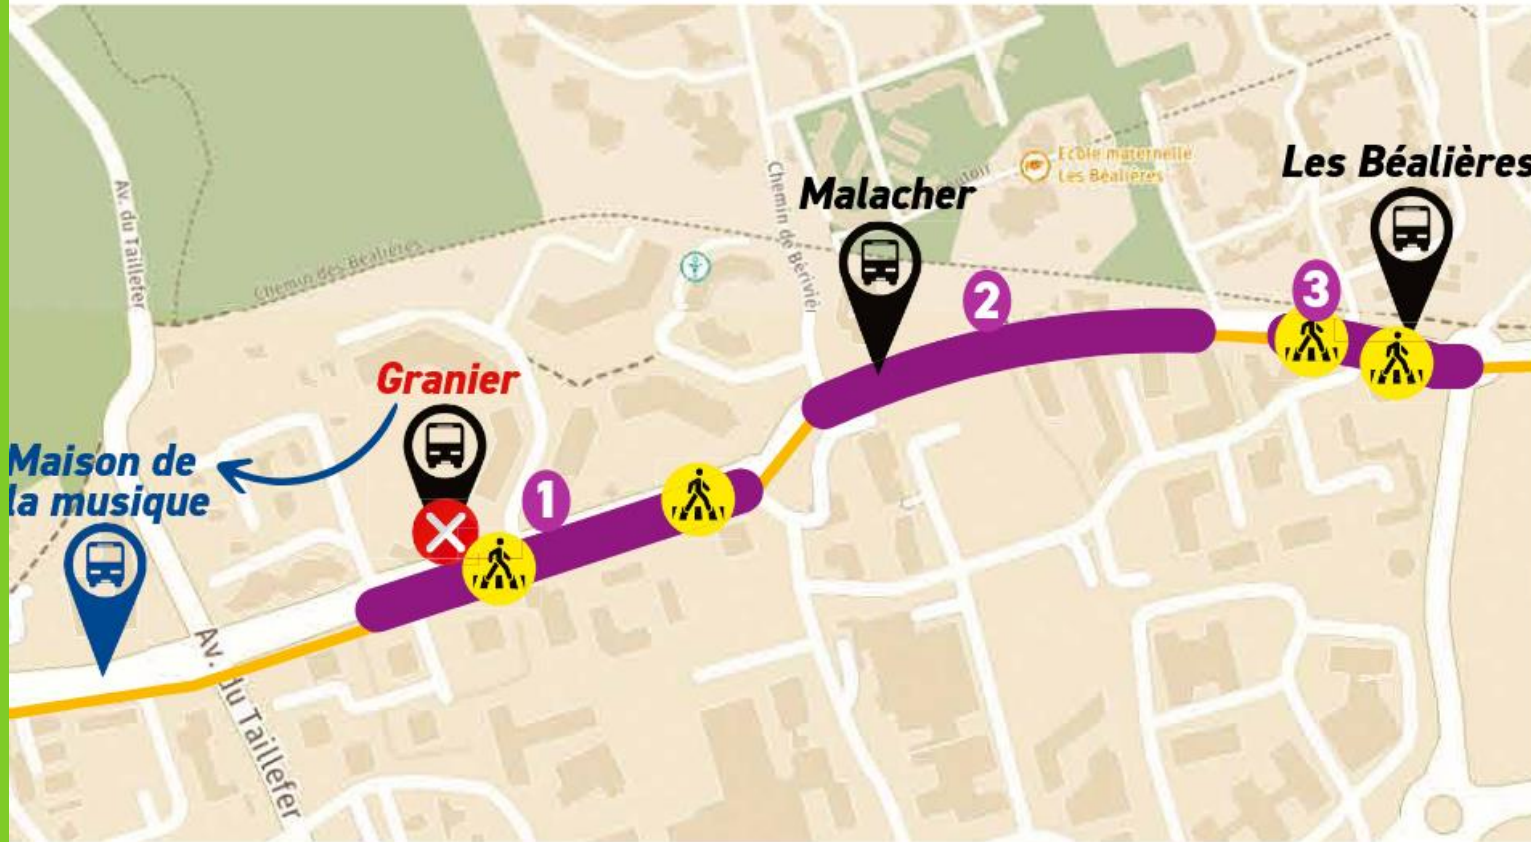 Av. du Taillefer
Chemin des Béalières
Chemin de Bérivièr
Ecole maternelle
Les Béalières
Les Béalières
Malacher
2
3
Granier
1
Maison de
la musique
Av. du Taillefer